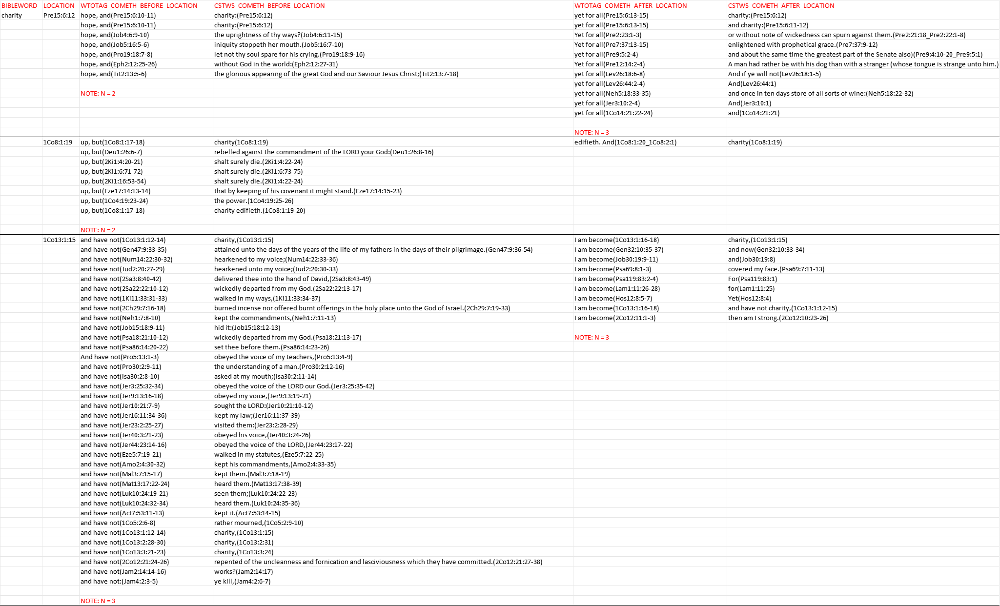 BIBLEWORD LOCATION WTOTAG_COMETH_BEFORE_LOCATION CSTWS_COMETH_BEFORE_LOCATION WTOTAG_COMETH_AFTER_LOCATION CSTWS_COMETH_AFTER_LOCATION
charity Pre15:6:12 hope, and(Pre15:6:10-11) charity:(Pre15:6:12) yet for all(Pre15:6:13-15) charity:(Pre15:6:12)
hope, and(Pre15:6:10-11) charity:(Pre15:6:12) yet for all(Pre15:6:13-15) and charity:(Pre15:6:11-12)
hope, and(Job4:6:9-10) the uprightness of thy ways?(Job4:6:11-15) Yet for all(Pre2:23:1-3) or without note of wickedness can spurn against them.(Pre2:21:18_Pre2:22:1-8)
hope, and(Job5:16:5-6) iniquity stoppeth her mouth.(Job5:16:7-10) Yet for all(Pre7:37:13-15) enlightened with prophetical grace.(Pre7:37:9-12)
hope, and(Pro19:18:7-8) let not thy soul spare for his crying.(Pro19:18:9-16) yet for all(Pre9:5:2-4) and about the same time the greatest part of the Senate also)(Pre9:4:10-20_Pre9:5:1)
hope, and(Eph2:12:25-26) without God in the world:(Eph2:12:27-31) Yet for all(Pre12:14:2-4) A man had rather be with his dog than with a stranger (whose tongue is strange unto him.)
hope, and(Tit2:13:5-6) the glorious appearing of the great God and our Saviour Jesus Christ;(Tit2:13:7-18) yet for all(Lev26:18:6-8) And if ye will not(Lev26:18:1-5)
yet for all(Lev26:44:2-4) And(Lev26:44:1)
NOTE: N = 2 yet for all(Neh5:18:33-35) and once in ten days store of all sorts of wine:(Neh5:18:22-32)
yet for all(Jer3:10:2-4) And(Jer3:10:1)
yet for all(1Co14:21:22-24) and(1Co14:21:21)
NOTE: N = 3
1Co8:1:19 up, but(1Co8:1:17-18) charity(1Co8:1:19) edifieth. And(1Co8:1:20_1Co8:2:1) charity(1Co8:1:19)
up, but(Deu1:26:6-7) rebelled against the commandment of the LORD your God:(Deu1:26:8-16)
up, but(2Ki1:4:20-21) shalt surely die.(2Ki1:4:22-24)
up, but(2Ki1:6:71-72) shalt surely die.(2Ki1:6:73-75)
up, but(2Ki1:16:53-54) shalt surely die.(2Ki1:4:22-24)
up, but(Eze17:14:13-14) that by keeping of his covenant it might stand.(Eze17:14:15-23)
up, but(1Co4:19:23-24) the power.(1Co4:19:25-26)
up, but(1Co8:1:17-18) charity edifieth.(1Co8:1:19-20)
NOTE: N = 2
1Co13:1:15 and have not(1Co13:1:12-14) charity,(1Co13:1:15) I am become(1Co13:1:16-18) charity,(1Co13:1:15)
and have not(Gen47:9:33-35) attained unto the days of the years of the life of my fathers in the days of their pilgrimage.(Gen47:9:36-54) I am become(Gen32:10:35-37) and now(Gen32:10:33-34)
and have not(Num14:22:30-32) hearkened to my voice;(Num14:22:33-36) I am become(Job30:19:9-11) and(Job30:19:8)
and have not(Jud2:20:27-29) hearkened unto my voice;(Jud2:20:30-33) I am become(Psa69:8:1-3) covered my face.(Psa69:7:11-13)
and have not(2Sa3:8:40-42) delivered thee into the hand of David,(2Sa3:8:43-49) I am become(Psa119:83:2-4) For(Psa119:83:1)
and have not(2Sa22:22:10-12) wickedly departed from my God.(2Sa22:22:13-17) I am become(Lam1:11:26-28) for(Lam1:11:25)
and have not(1Ki11:33:31-33) walked in my ways,(1Ki11:33:34-37) I am become(Hos12:8:5-7) Yet(Hos12:8:4)
and have not(2Ch29:7:16-18) burned incense nor offered burnt offerings in the holy place unto the God of Israel.(2Ch29:7:19-33) I am become(1Co13:1:16-18) and have not charity,(1Co13:1:12-15)
and have not(Neh1:7:8-10) kept the commandments,(Neh1:7:11-13) I am become(2Co12:11:1-3) then am I strong.(2Co12:10:23-26)
and have not(Job15:18:9-11) hid it:(Job15:18:12-13)
and have not(Psa18:21:10-12) wickedly departed from my God.(Psa18:21:13-17) NOTE: N = 3
and have not(Psa86:14:20-22) set thee before them.(Psa86:14:23-26)
And have not(Pro5:13:1-3) obeyed the voice of my teachers,(Pro5:13:4-9)
and have not(Pro30:2:9-11) the understanding of a man.(Pro30:2:12-16)
and have not(Isa30:2:8-10) asked at my mouth;(Isa30:2:11-14)
and have not(Jer3:25:32-34) obeyed the voice of the LORD our God.(Jer3:25:35-42)
and have not(Jer9:13:16-18) obeyed my voice,(Jer9:13:19-21)
and have not(Jer10:21:7-9) sought the LORD:(Jer10:21:10-12)
and have not(Jer16:11:34-36) kept my law;(Jer16:11:37-39)
and have not(Jer23:2:25-27) visited them:(Jer23:2:28-29)
and have not(Jer40:3:21-23) obeyed his voice,(Jer40:3:24-26)
and have not(Jer44:23:14-16) obeyed the voice of the LORD,(Jer44:23:17-22)
and have not(Eze5:7:19-21) walked in my statutes,(Eze5:7:22-25)
and have not(Amo2:4:30-32) kept his commandments,(Amo2:4:33-35)
and have not(Mal3:7:15-17) kept them.(Mal3:7:18-19)
and have not(Mat13:17:22-24) heard them.(Mat13:17:38-39)
and have not(Luk10:24:19-21) seen them;(Luk10:24:22-23)
and have not(Luk10:24:32-34) heard them.(Luk10:24:35-36)
and have not(Act7:53:11-13) kept it.(Act7:53:14-15)
and have not(1Co5:2:6-8) rather mourned,(1Co5:2:9-10)
and have not(1Co13:1:12-14) charity,(1Co13:1:15)
and have not(1Co13:2:28-30) charity,(1Co13:2:31)
and have not(1Co13:3:21-23) charity,(1Co13:3:24)
and have not(2Co12:21:24-26) repented of the uncleanness and fornication and lasciviousness which they have committed.(2Co12:21:27-38)
and have not(Jam2:14:14-16) works?(Jam2:14:17)
and have not:(Jam4:2:3-5) ye kill,(Jam4:2:6-7)
NOTE: N = 3